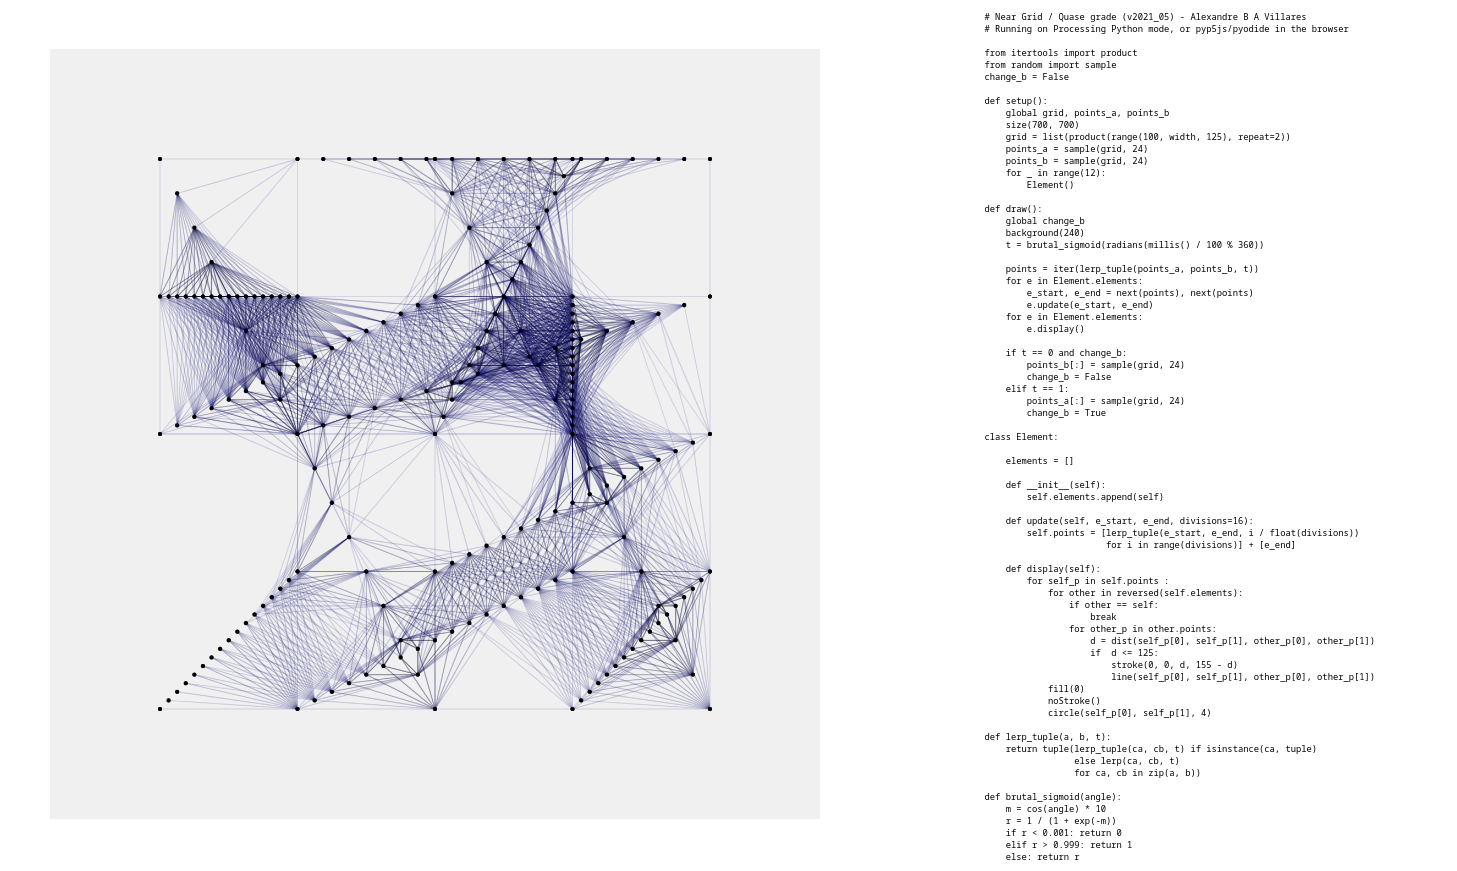 # Near Grid / Quase grade (v2021_05) - Alexandre B A Villares
# Running on Processing Python mode, or pyp5js/pyodide in the browser

from itertools import product
from random import sample
change_b = False

def setup():
    global grid, points_a, points_b
    size(700, 700)
    grid = list(product(range(100, width, 125), repeat=2))
    points_a = sample(grid, 24)
    points_b = sample(grid, 24)
    for _ in range(12):
        Element()

def draw():
    global change_b
    background(240)
    t = brutal_sigmoid(radians(millis() / 100 % 360))

    points = iter(lerp_tuple(points_a, points_b, t))
    for e in Element.elements:
        e_start, e_end = next(points), next(points)
        e.update(e_start, e_end)
    for e in Element.elements:
        e.display()

    if t == 0 and change_b:
        points_b[:] = sample(grid, 24)
        change_b = False
    elif t == 1:
        points_a[:] = sample(grid, 24)
        change_b = True

class Element:

    elements = []

    def __init__(self):
        self.elements.append(self)

    def update(self, e_start, e_end, divisions=16):
        self.points = [lerp_tuple(e_start, e_end, i / float(divisions))
                       for i in range(divisions)] + [e_end]

    def display(self):
        for self_p in self.points :
            for other in reversed(self.elements):
                if other == self:
                    break
                for other_p in other.points:
                    d = dist(self_p[0], self_p[1], other_p[0], other_p[1])
                    if  d <= 125:
                        stroke(0, 0, d, 155 - d)
                        line(self_p[0], self_p[1], other_p[0], other_p[1])
            fill(0)
            noStroke()
            circle(self_p[0], self_p[1], 4)

def lerp_tuple(a, b, t):
    return tuple(lerp_tuple(ca, cb, t) if isinstance(ca, tuple)
                 else lerp(ca, cb, t)
                 for ca, cb in zip(a, b))

def brutal_sigmoid(angle):
    m = cos(angle) * 10
    r = 1 / (1 + exp(-m))
    if r < 0.001: return 0
    elif r > 0.999: return 1
    else: return r